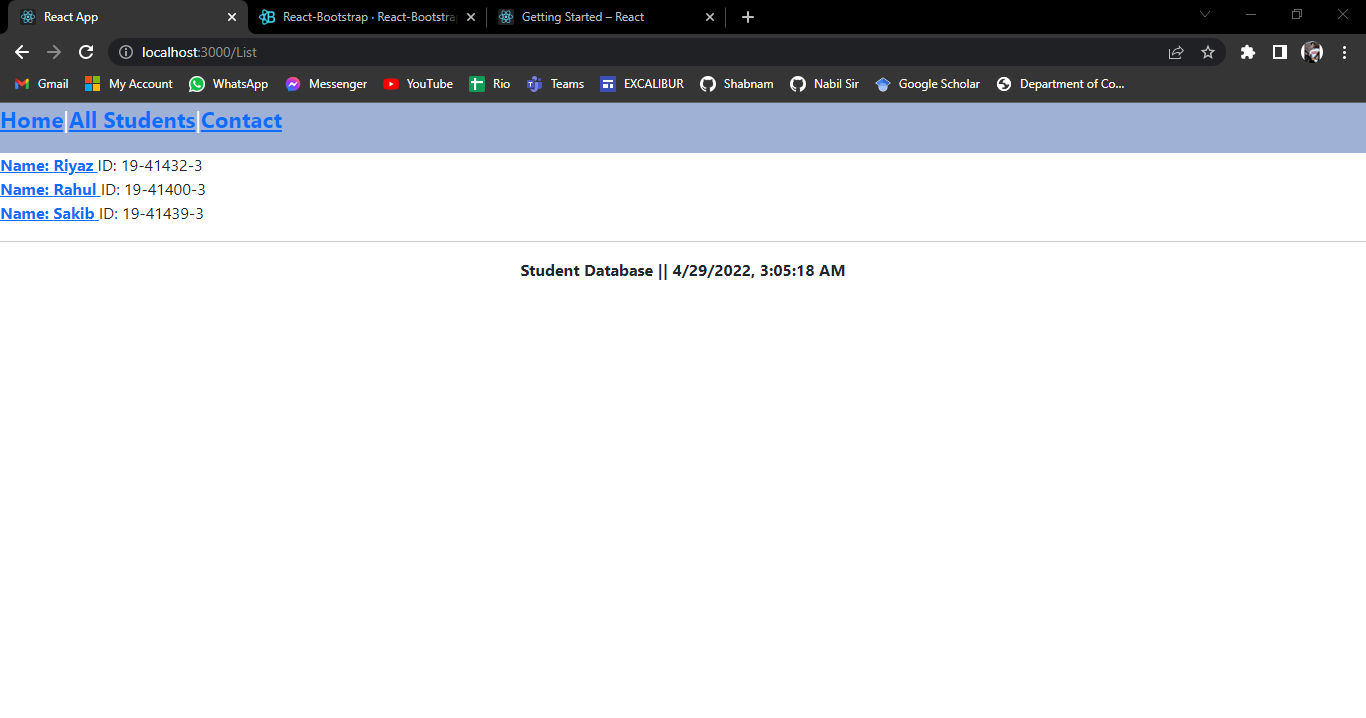 React App React-Bootstrap · React-Bootstrap Getting Started – React
localhost:3000/List
Gmail My Account WhatsApp Messenger YouTube Rio Teams EXCALIBUR Shabnam Nabil Sir Google Scholar Department of Co...
Home|All Students|Contact
Name: Riyaz ID: 19-41432-3
Name: Rahul ID: 19-41400-3
Name: Sakib ID: 19-41439-3
Student Database || 4/29/2022, 3:05:18 AM